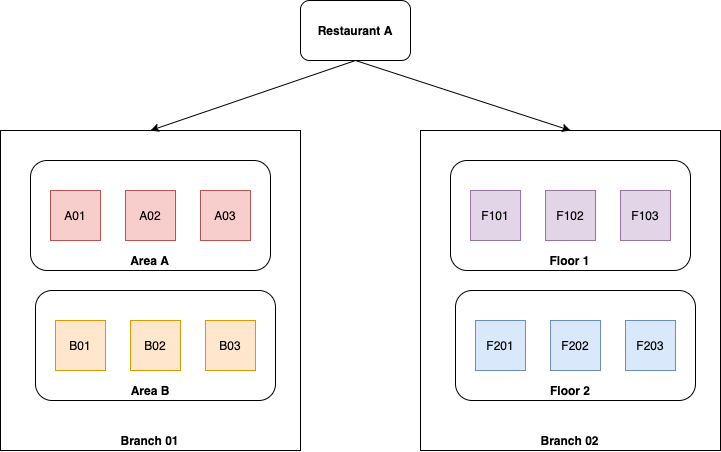 Restaurant A
A01 A02 A03
Area A
B01 B02 B03
Area B
Branch 01
F101 F102 F103
Floor 1
F201 F202 F203
Floor 2
Branch 02